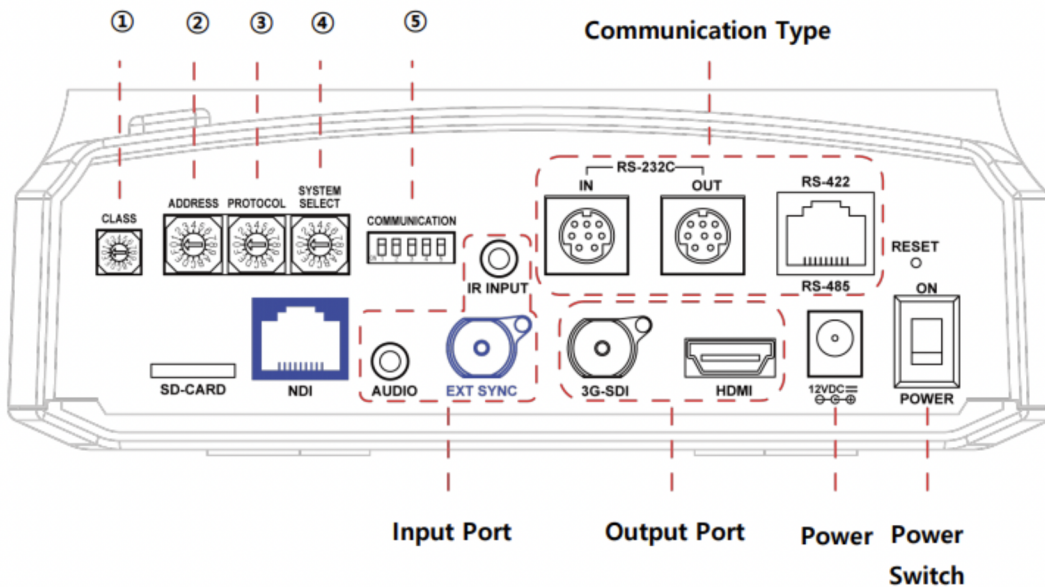 ① ② ③ ④ ⑤
Communication Type
RS-232C
IN OUT RS-422
CLASS ADDRESS PROTOCOL SYSTEM
SELECT
COMMUNICATION
RESET
IR INPUT
RS-485 ON
SD-CARD NDI AUDIO EXT SYNC 3G-SDI HDMI 12VDC POWER
Input Port Output Port Power Power
Switch